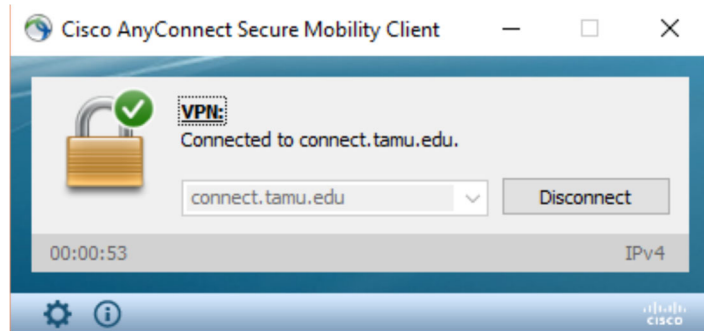 Cisco AnyConnect Secure Mobility Client
VPN:
Connected to connect.tamu.edu.
connect.tamu.edu
Disconnect
00:00:53
IPv4
CISCO